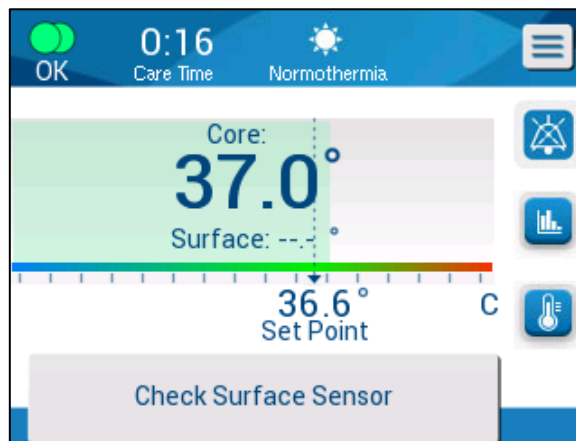 OK
0:16
Care Time
Normothermia
Core:
37.0°
Surface: --.- °
36.6° C
Set Point
Check Surface Sensor